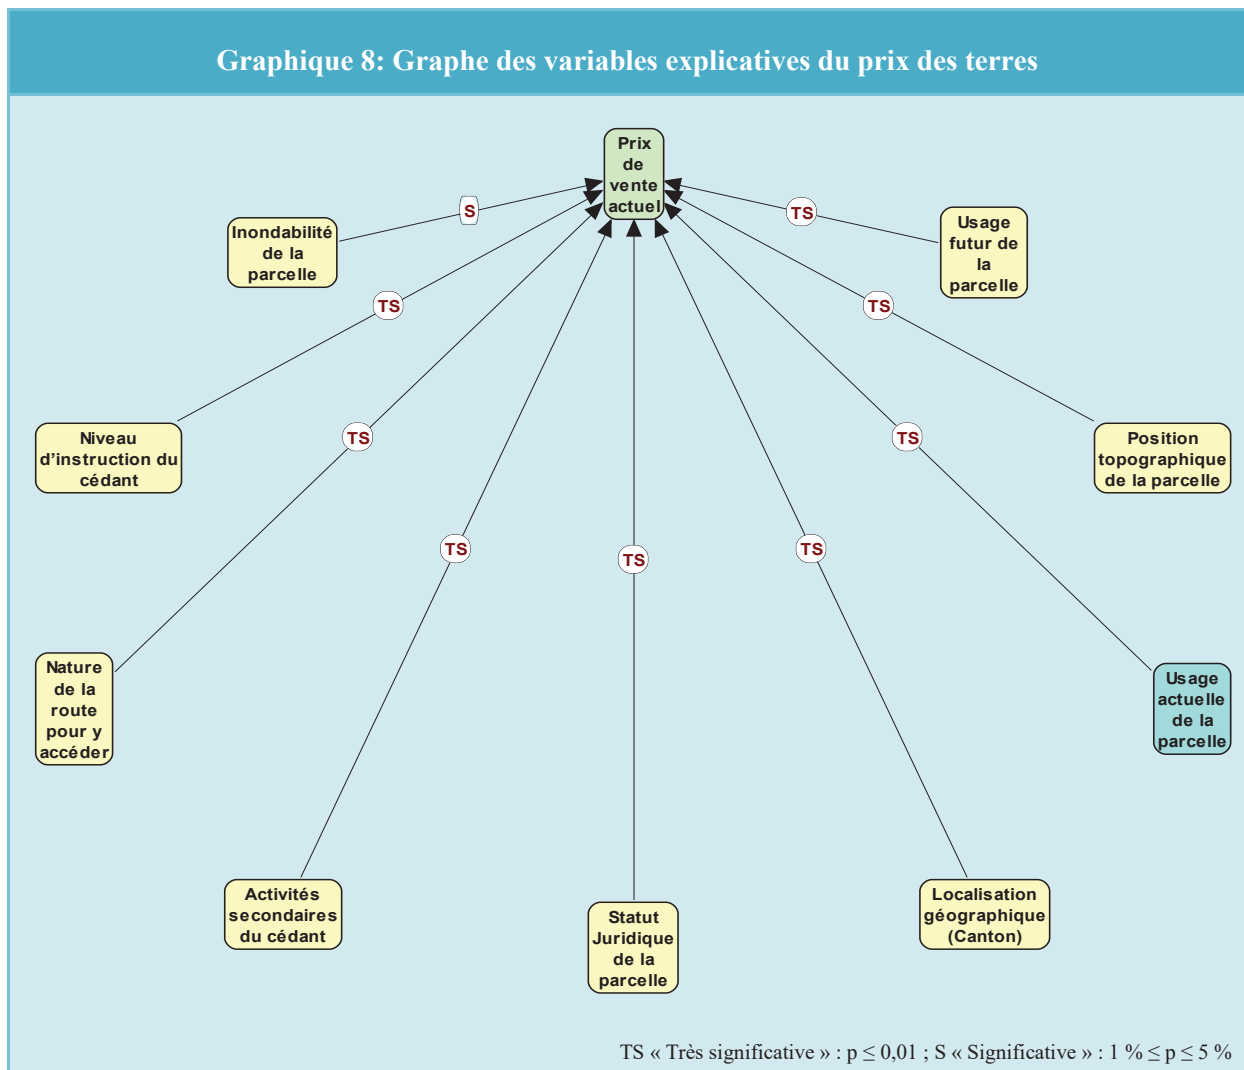 Graphique 8: Graphe des variables explicatives du prix des terres
Prix
de
vente
actuel
S
TS
Inondabilité
de la
parcelle
Usage
futur de
la
parcelle
TS
TS
Niveau
d’instruction du
cédant
TS
TS
Position
topographique
de la parcelle
TS
TS
TS
Nature
de la
route
pour y
accéder
Usage
actuelle
de la
parcelle
Activités
secondaires
du cédant
Statut
Juridique
de la
parcelle
Localisation
géographique
(Canton)
TS « Très significative » : p ≤ 0,01 ; S « Significative » : 1 % ≤ p ≤ 5 %